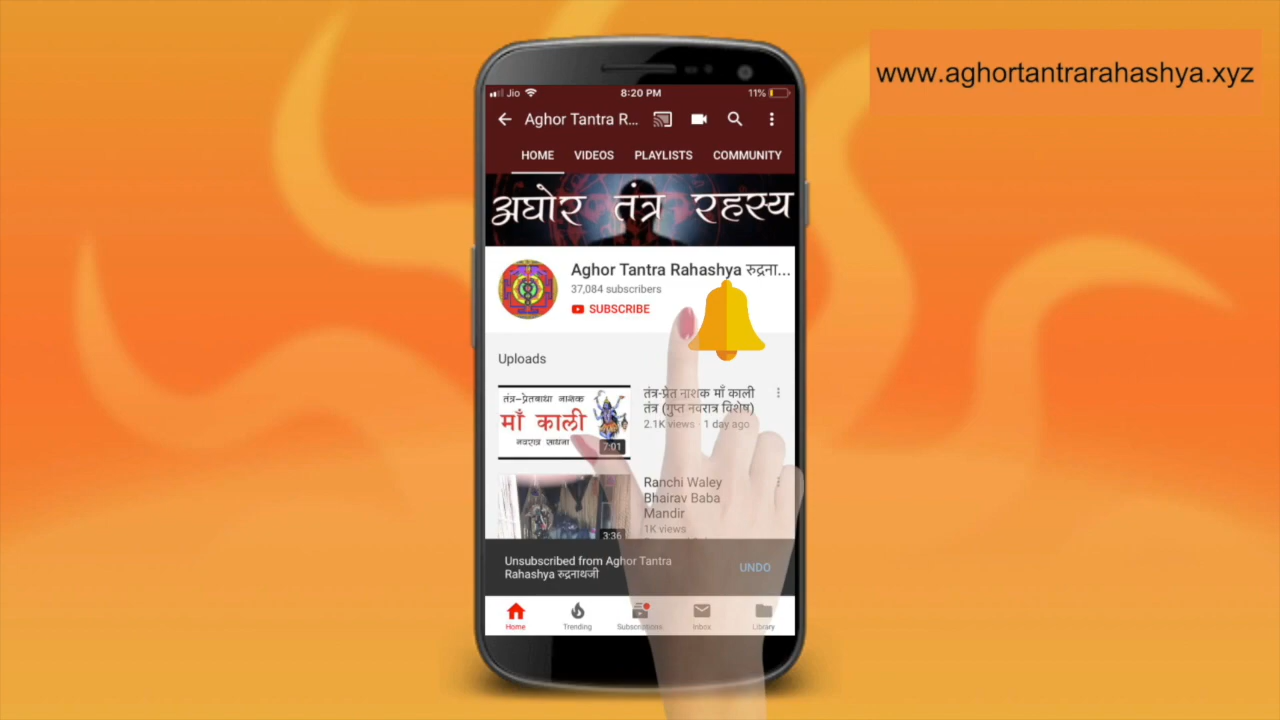 www.aghortantrarahashya.xyz
Jio 8:20 PM 11%
Aghor Tantra R...
HOME VIDEOS PLAYLISTS COMMUNITY
अघोर तंत्र रहस्य
Aghor Tantra Rahashya रुद्रना...
37,084 subscribers
SUBSCRIBE
Uploads
तंत्र-प्रेतबाधा नाशक
माँ काली
नवरात्र साधना
7:01
तंत्र-प्रेत नाशक माँ काली
तंत्र (गुप्त नवरात्र विशेष)
2.1K views · 1 day ago
3:36
Ranchi Waley
Bhairav Baba
Mandir
1K views
Unsubscribed from Aghor Tantra
Rahashya रुद्रनाथजी
UNDO
Home Trending Subscriptions Inbox Library